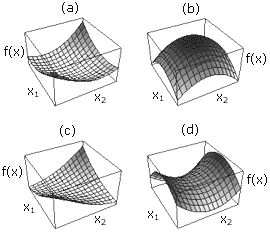 (a) (b)
f(x) f(x)
x1 x2 x1 x2
(c) (d)
f(x) f(x)
x1 x2 x1 x2